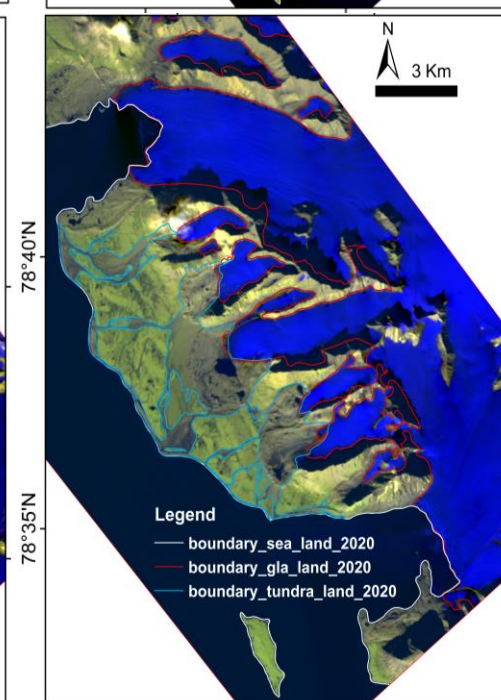 N
3 Km
78°40'N
78°35'N
Legend
boundary_sea_land_2020
boundary_gla_land_2020
boundary_tundra_land_2020